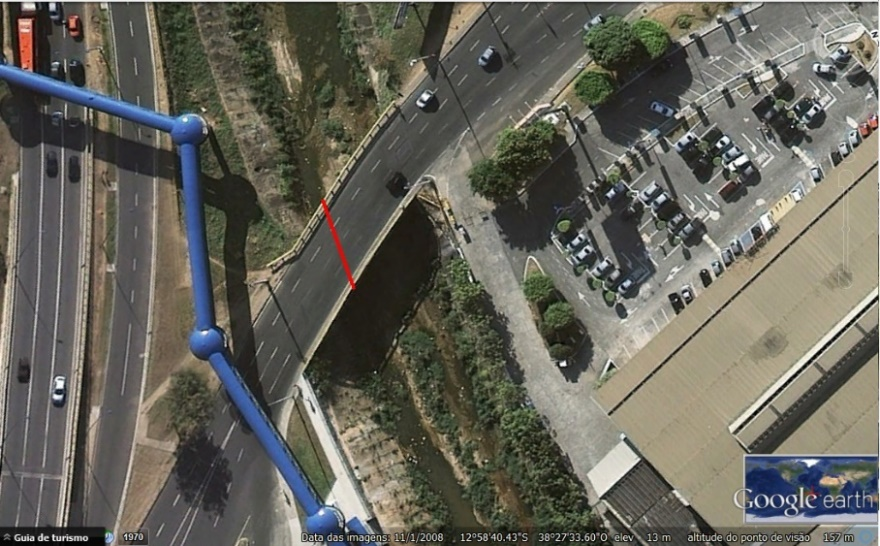 Google earth
Guia de turismo
1970
Data das imagens: 11/1/2008
12°58'40.43"S
38°27'33.60"O
elev
13 m
altitude do ponto de visão
157 m